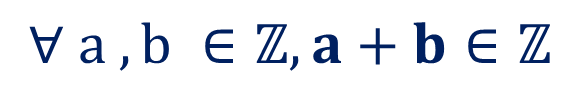 ∀ a ,b ∈ ℤ, a + b ∈ ℤ